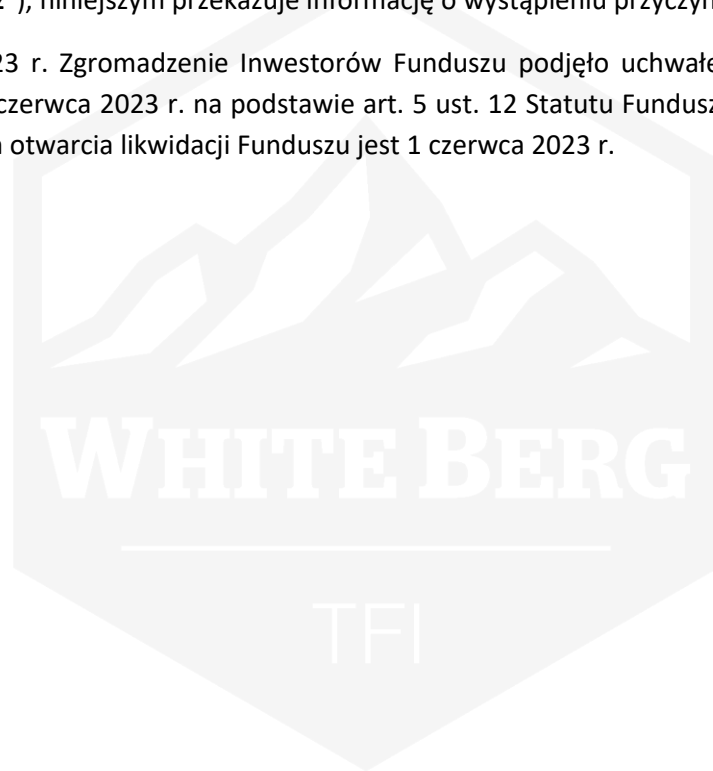 ), niniejszym przekazuje informację o wystąpieniu przyczyn
23 r. Zgromadzenie Inwestorów Funduszu podjęło uchwałę
czerwca 2023 r. na podstawie art. 5 ust. 12 Statutu Fundusz
otwarcia likwidacji Funduszu jest 1 czerwca 2023 r.
WHITE BERG
TFI